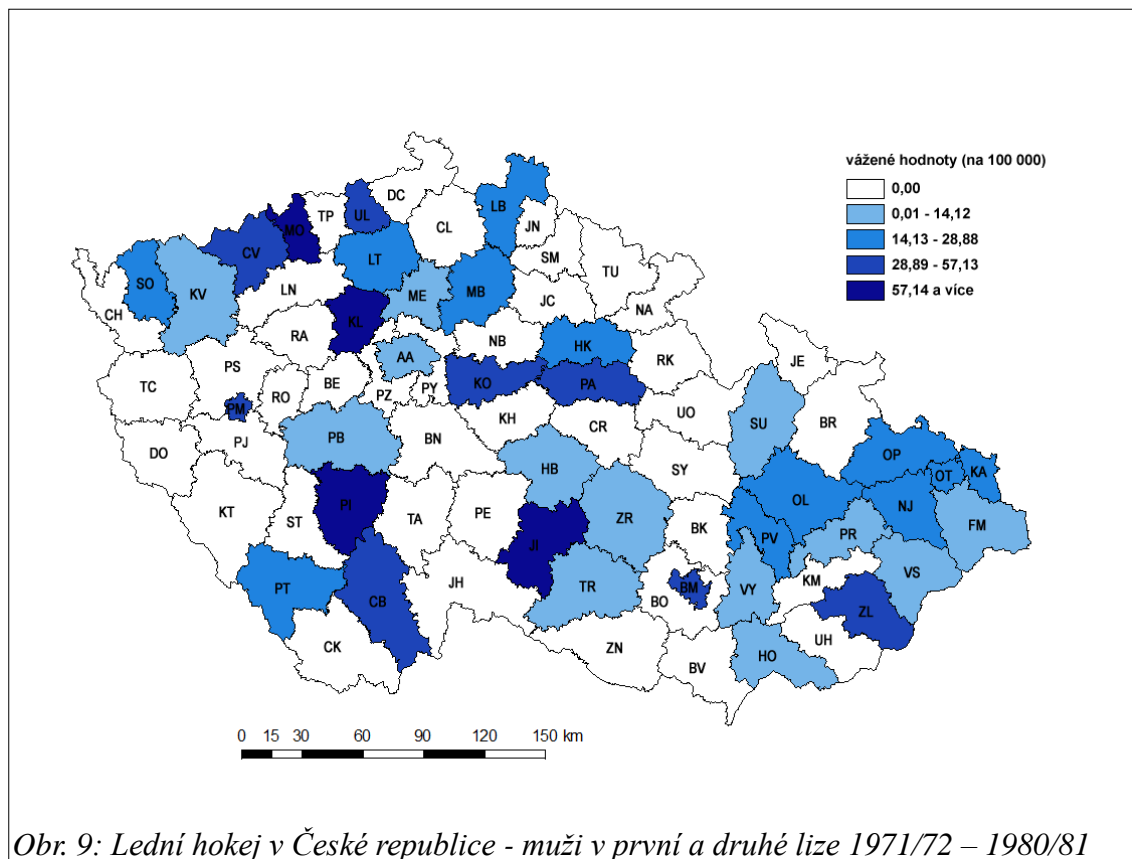 vážené hodnoty (na 100 000)
0,00
0,01 - 14,12
14,13 - 28,88
28,89 - 57,13
57,14 a více
DC
TP
UL
LB
MO
CL
JN
CV
LT
SM
TU
SO
KV
LN
ME
MB
JC
NA
CH
RA
KL
NB
HK
RK
AA
PS
JE
TC
RO
BE
PZ
PY
KO
PA
PM
UO
SU
BR
KH
CR
PB
BN
DO
PJ
HB
SY
OP
KA
OT
OL
NJ
KT
ST
PI
TA
PE
ZR
BK
FM
JI
PV
PR
VS
KM
PT
CB
JH
TR
BO
BM
VY
ZL
CK
ZN
UH
HO
BV
0 15 30 60 90 120 150 km
Obr. 9: Lední hokej v České republice - muži v první a druhé lize 1971/72 – 1980/81